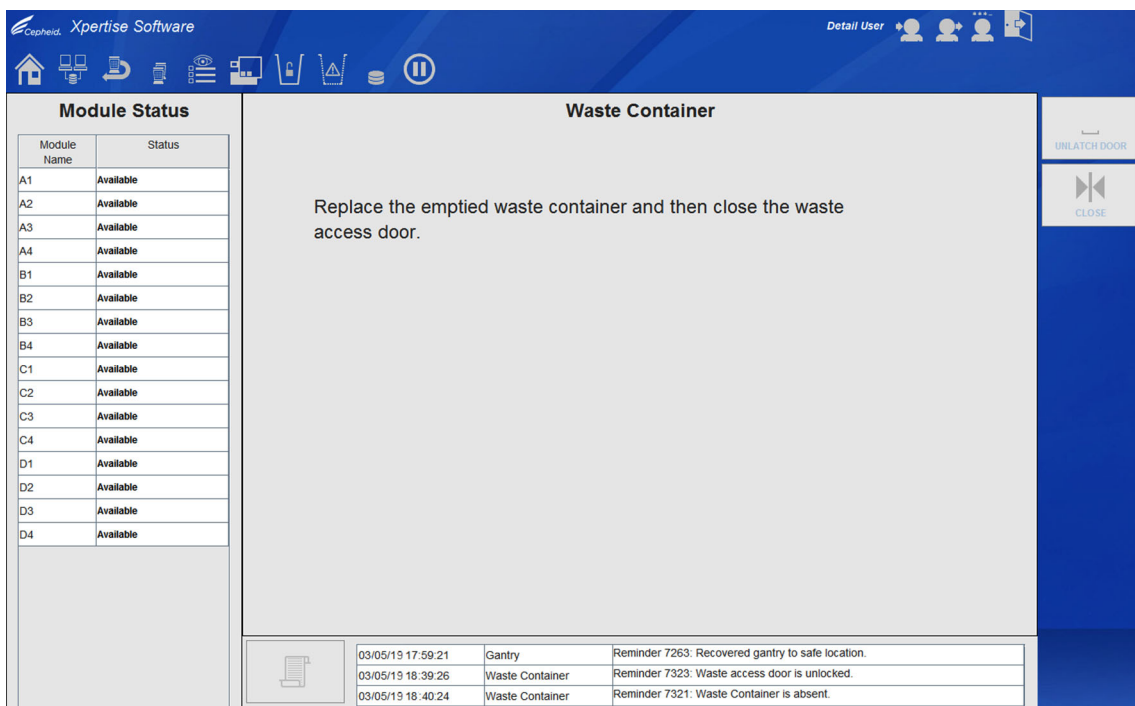 Cepheid. Xpertise Software
Detail User
Module Status
Module Name Status
A1 Available
A2 Available
A3 Available
A4 Available
B1 Available
B2 Available
B3 Available
B4 Available
C1 Available
C2 Available
C3 Available
C4 Available
D1 Available
D2 Available
D3 Available
D4 Available
Waste Container
Replace the emptied waste container and then close the waste
access door.
UNLATCH DOOR
CLOSE
03/05/19 17:59:21 Gantry Reminder 7263: Recovered gantry to safe location.
03/05/19 18:39:26 Waste Container Reminder 7323: Waste access door is unlocked.
03/05/19 18:40:24 Waste Container Reminder 7321: Waste Container is absent.